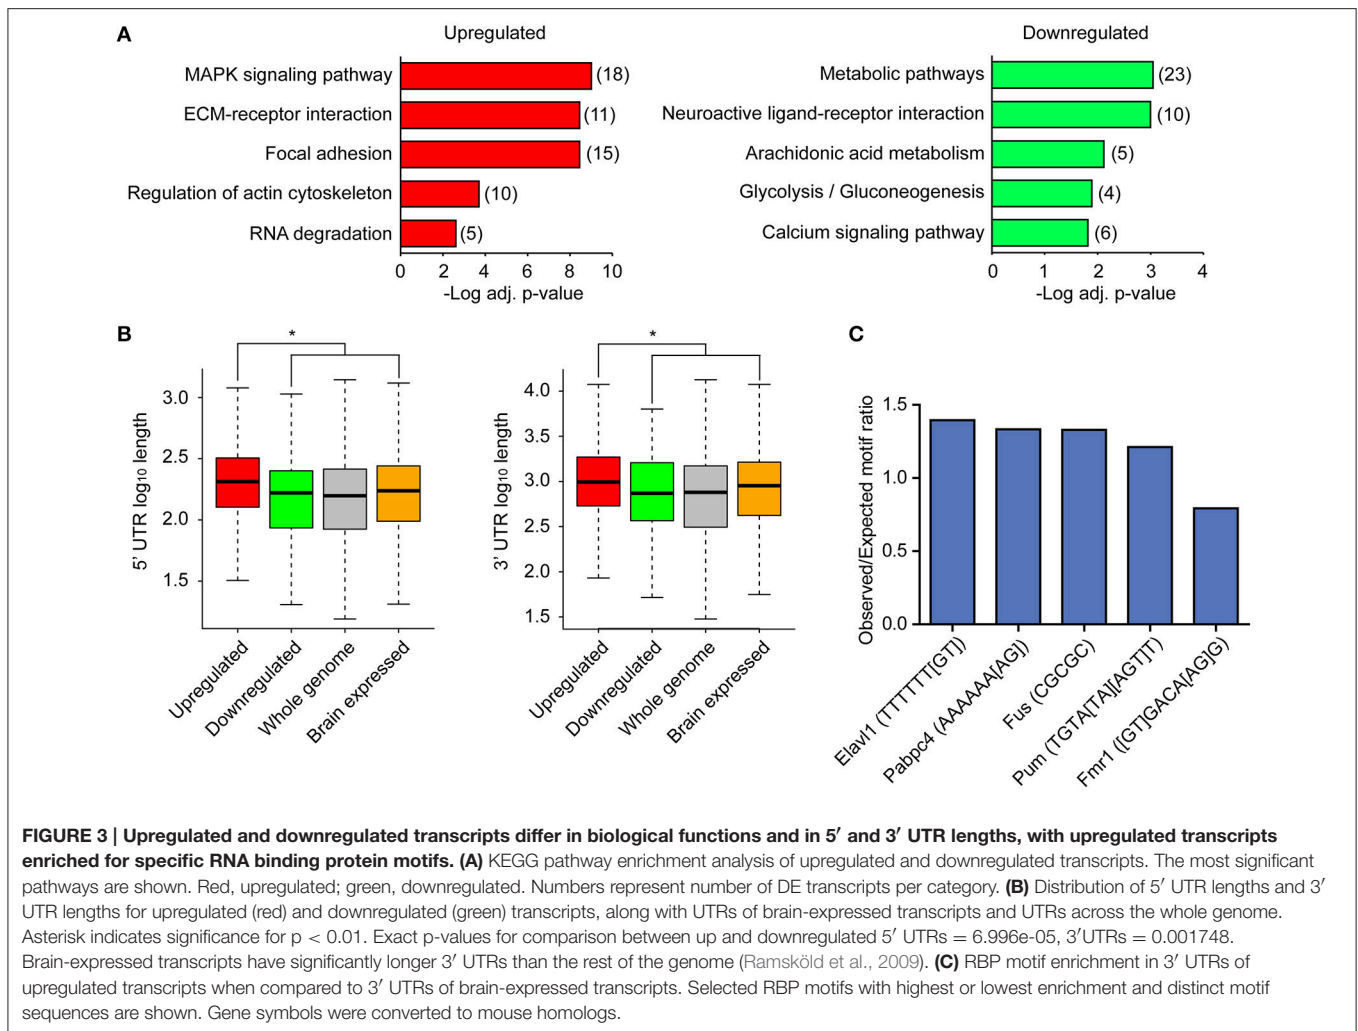 A
Upregulated
MAPK signaling pathway
(18)
ECM-receptor interaction
(11)
Focal adhesion
(15)
Regulation of actin cytoskeleton
(10)
RNA degradation
(5)
0 2 4 6 8 10
-Log adj. p-value
Downregulated
Metabolic pathways
(23)
Neuroactive ligand-receptor interaction
(10)
Arachidonic acid metabolism
(5)
Glycolysis / Gluconeogenesis
(4)
Calcium signaling pathway
(6)
0 1 2 3 4
-Log adj. p-value
B
*
5′ UTR log₁₀ length
3.0
2.5
2.0
1.5
Upregulated
Downregulated
Whole genome
Brain expressed
*
3′ UTR log₁₀ length
4.0
3.5
3.0
2.5
2.0
1.5
Upregulated
Downregulated
Whole genome
Brain expressed
C
Observed/Expected motif ratio
1.5
1.0
0.5
0.0
Elavl1 (TTTTT[GT])
Pabpc4 (AAAAAA[AG])
Fus (CGCGC)
Pum (TGTA[TA][AGT]T)
Fmr1 ([GT]GACA[AG]G)
FIGURE 3 | Upregulated and downregulated transcripts differ in biological functions and in 5′ and 3′ UTR lengths, with upregulated transcripts
enriched for specific RNA binding protein motifs. (A) KEGG pathway enrichment analysis of upregulated and downregulated transcripts. The most significant
pathways are shown. Red, upregulated; green, downregulated. Numbers represent number of DE transcripts per category. (B) Distribution of 5′ UTR lengths and 3′
UTR lengths for upregulated (red) and downregulated (green) transcripts, along with UTRs of brain-expressed transcripts and UTRs across the whole genome.
Asterisk indicates significance for p < 0.01. Exact p-values for comparison between up and downregulated 5′ UTRs = 6.996e-05, 3′UTRs = 0.001748.
Brain-expressed transcripts have significantly longer 3′ UTRs than the rest of the genome (Ramsköld et al., 2009). (C) RBP motif enrichment in 3′ UTRs of
upregulated transcripts when compared to 3′ UTRs of brain-expressed transcripts. Selected RBP motifs with highest or lowest enrichment and distinct motif
sequences are shown. Gene symbols were converted to mouse homologs.